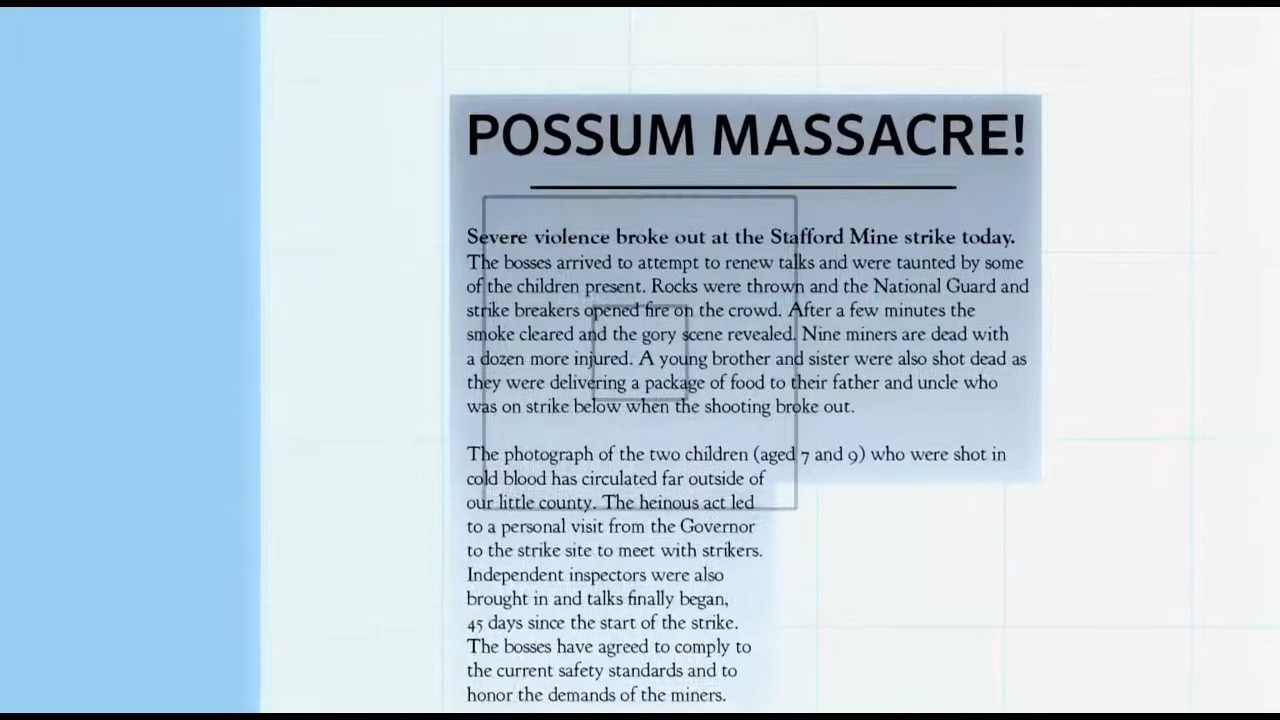 POSSUM MASSACRE!
Severe violence broke out at the Stafford Mine strike today.
The bosses arrived to attempt to renew talks and were taunted by some
of the children present. Rocks were thrown and the National Guard and
strike breakers opened fire on the crowd. After a few minutes the
smoke cleared and the gory scene revealed. Nine miners are dead with
a dozen more injured. A young brother and sister were also shot dead as
they were delivering a package of food to their father and uncle who
was on strike below when the shooting broke out.
The photograph of the two children (aged 7 and 9) who were shot in
cold blood has circulated far outside of
our little county. The heinous act led
to a personal visit from the Governor
to the strike site to meet with strikers.
Independent inspectors were also
brought in and talks finally began,
45 days since the start of the strike.
The bosses have agreed to comply to
the current safety standards and to
honor the demands of the miners.